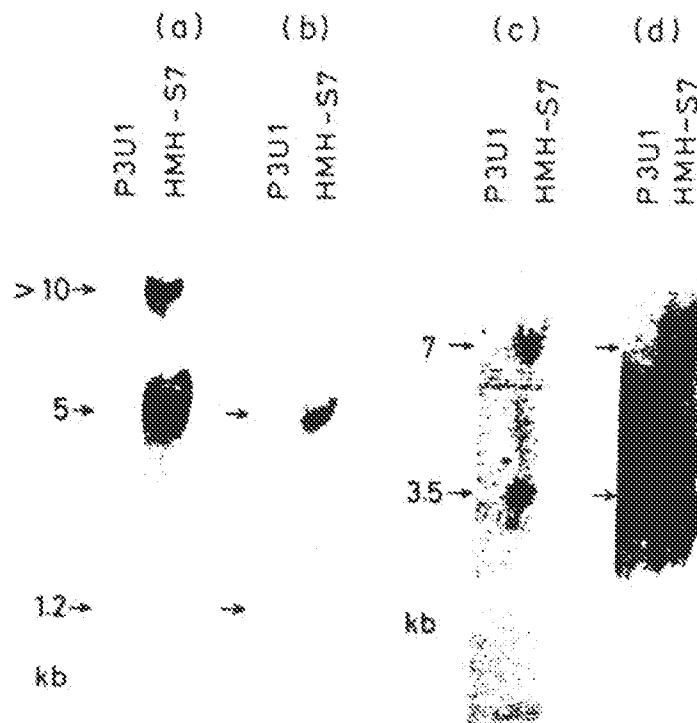 (a) (b) (c) (d)
P3U1 HMH-S7 P3U1 HMH-S7 P3U1 HMH-S7 P3U1 HMH-S7
> 10→
7 → →
5→ →
3.5→ →
1.2→ →
kb
kb